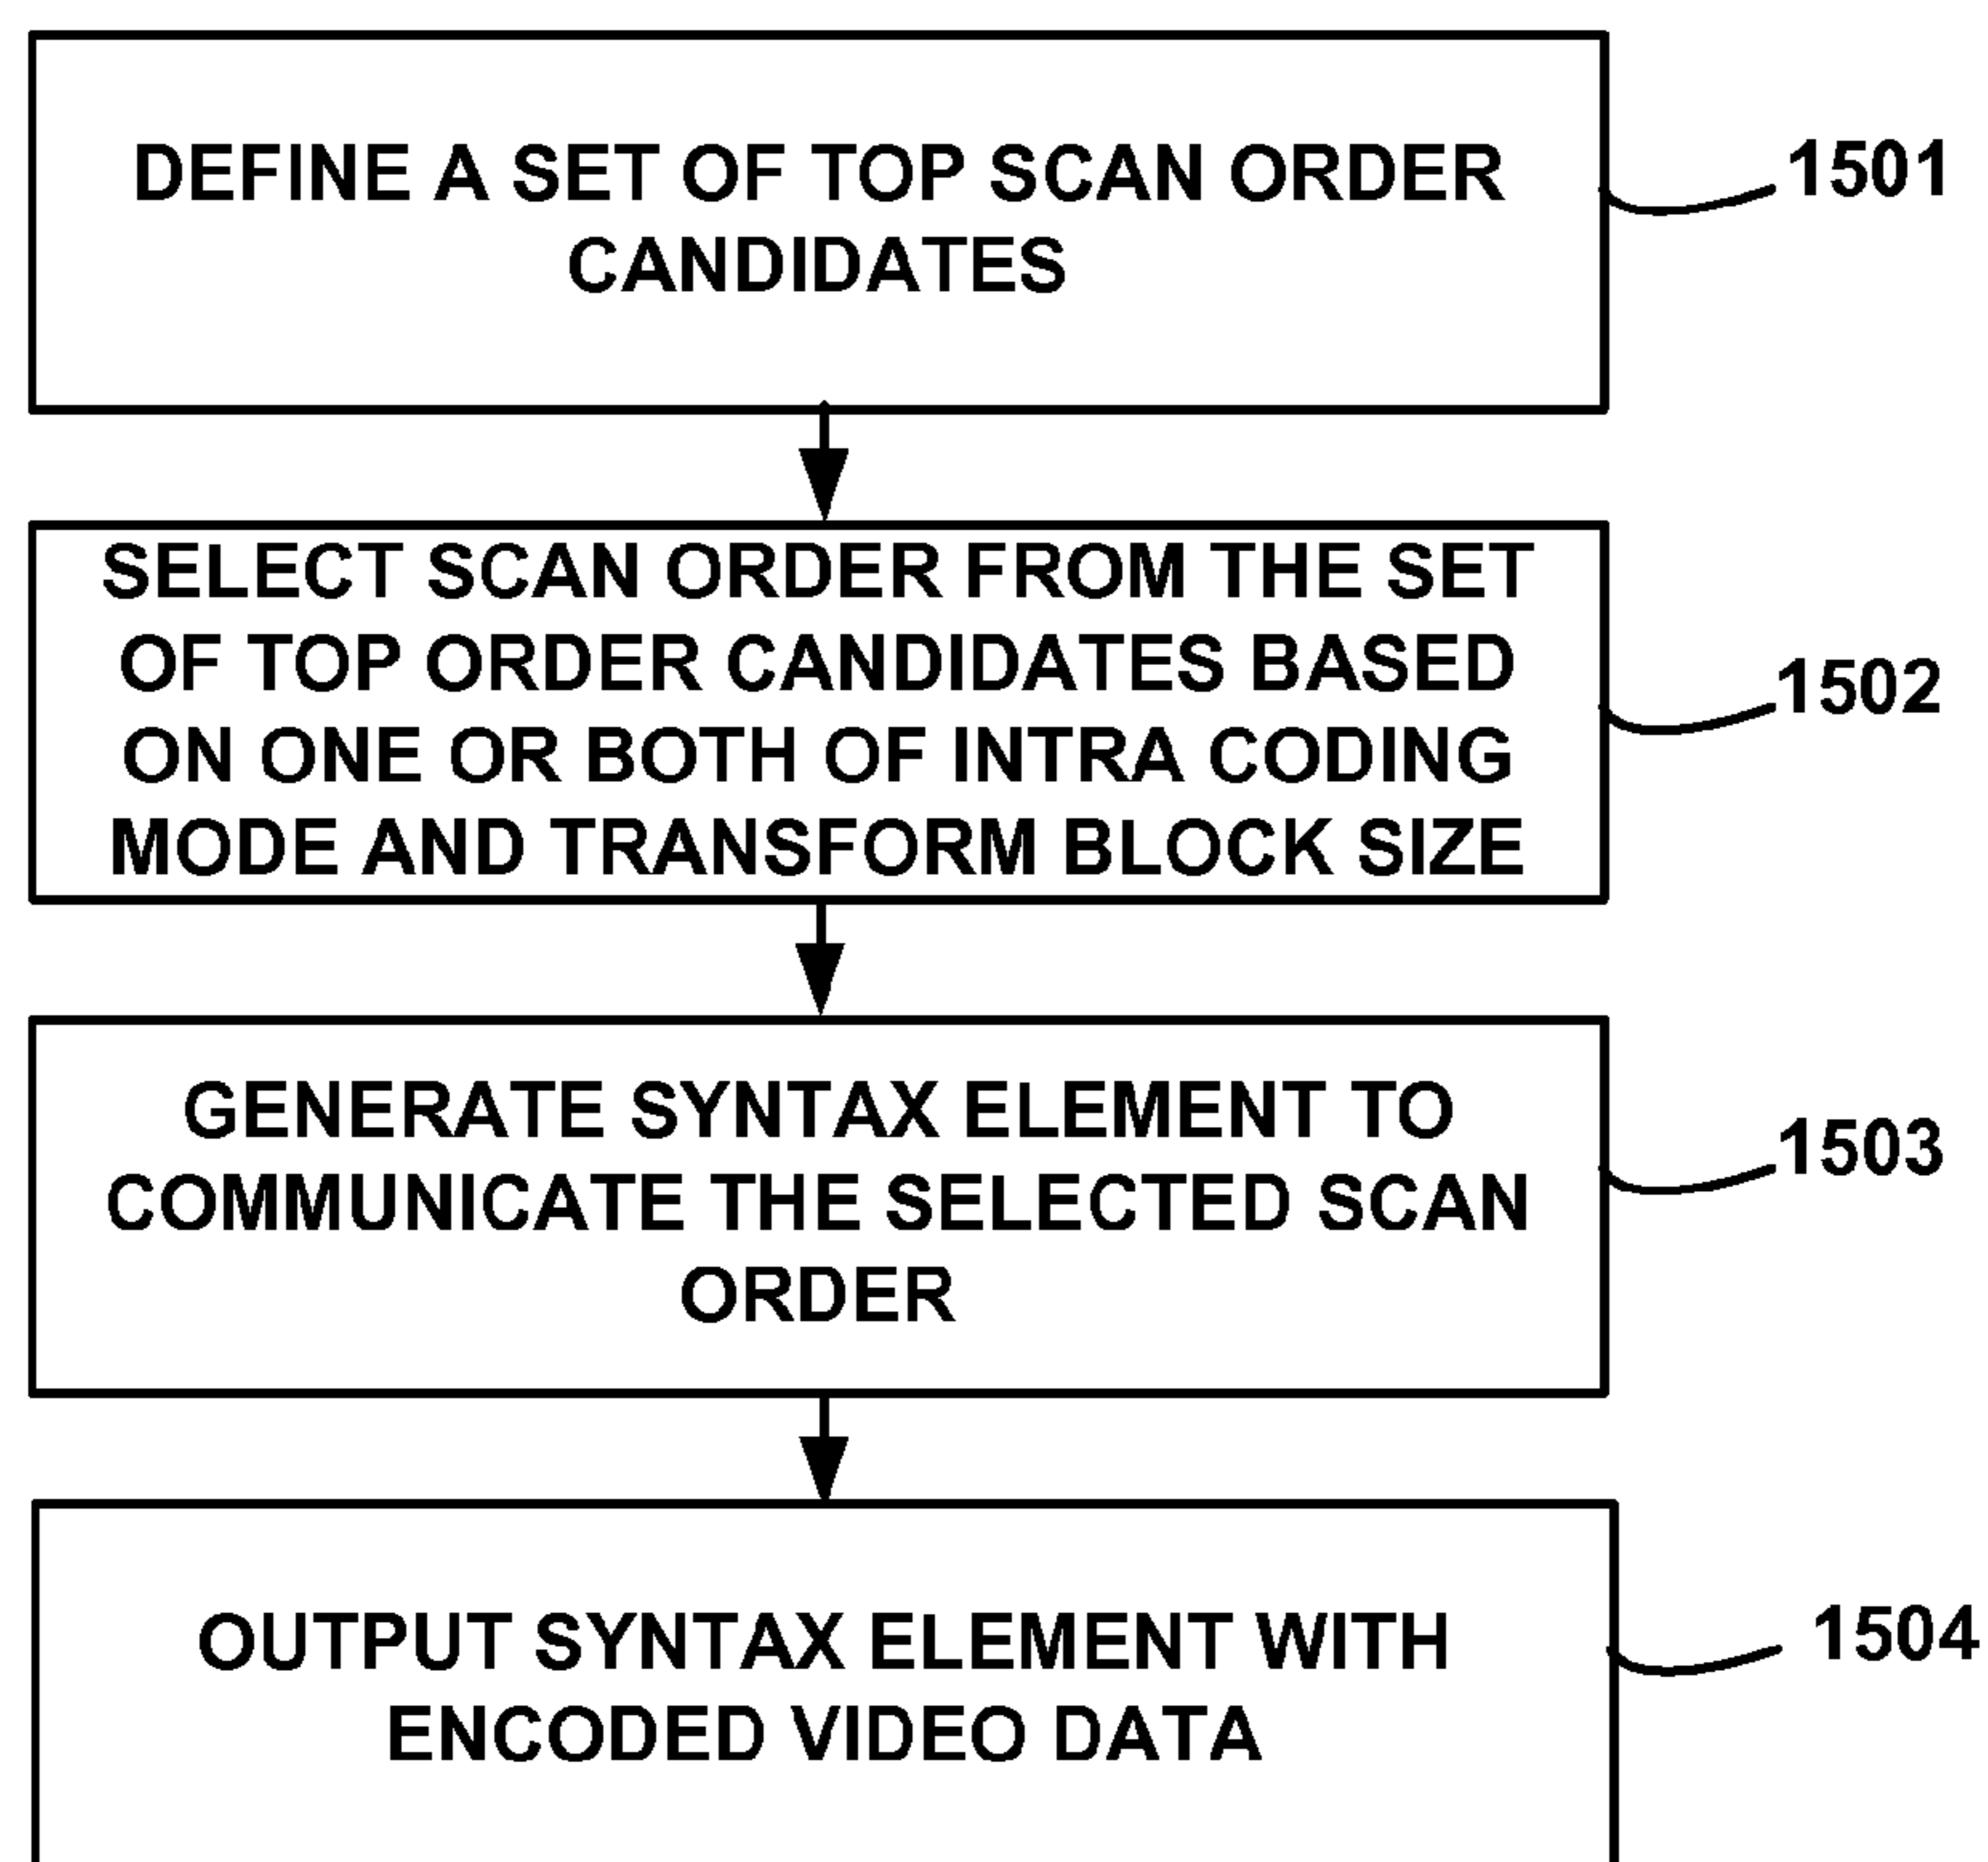 DEFINE A SET OF TOP SCAN ORDER
CANDIDATES
1501
SELECT SCAN ORDER FROM THE SET
OF TOP ORDER CANDIDATES BASED
ON ONE OR BOTH OF INTRA CODING
MODE AND TRANSFORM BLOCK SIZE
1502
GENERATE SYNTAX ELEMENT TO
COMMUNICATE THE SELECTED SCAN
ORDER
1503
OUTPUT SYNTAX ELEMENT WITH
ENCODED VIDEO DATA
1504